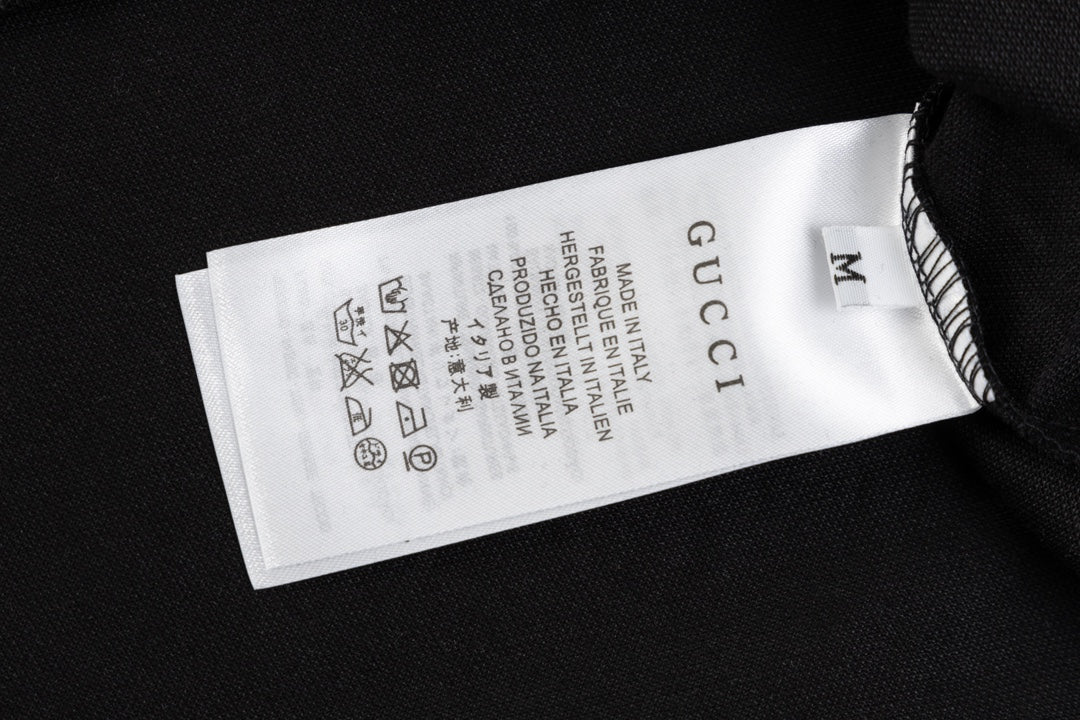 M
GUCCI
MADE IN ITALY
FABRIQUE EN ITALIE
HERGESTELLT IN ITALIEN
HECHO EN ITALIA
PRODUZIDO NA ITALIA
СДЕЛАНО В ИТАЛИИ
イタリア製
产地:意大利
P
30